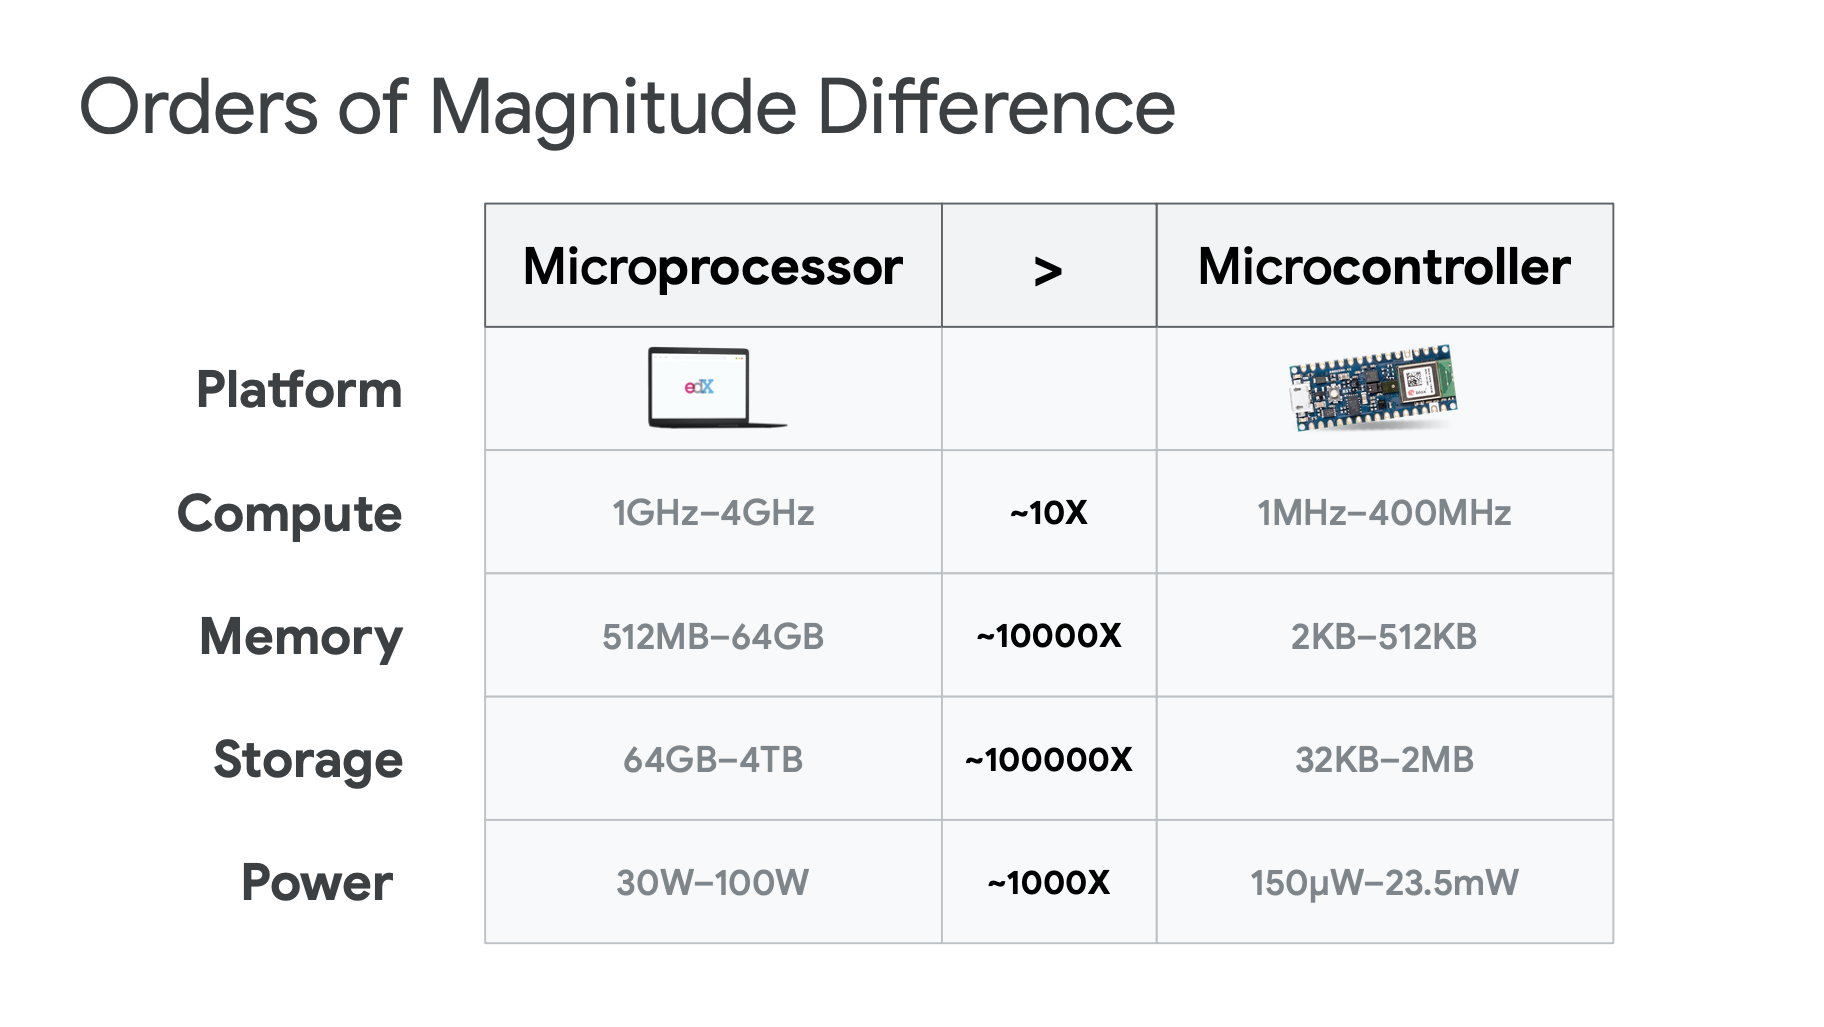 Orders of Magnitude Difference
Microprocessor > Microcontroller
Platform
edX
Compute 1GHz–4GHz ~10X 1MHz–400MHz
Memory 512MB–64GB ~10000X 2KB–512KB
Storage 64GB–4TB ~100000X 32KB–2MB
Power 30W–100W ~1000X 150µW–23.5mW